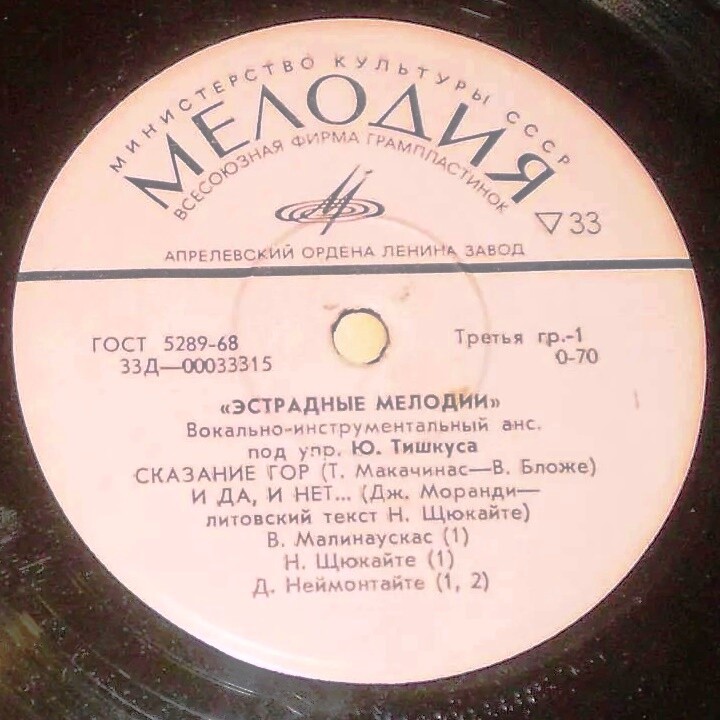 МИНИСТЕРСТВО КУЛЬТУРЫ СССР
МЕЛОДИЯ
ВСЕСОЮЗНАЯ ФИРМА ГРАМПЛАСТИНОК
▽33
АПРЕЛЕВСКИЙ ОРДЕНА ЛЕНИНА ЗАВОД
ГОСТ 5289-68
33Д—00033315
Третья гр.-1
0-70
«ЭСТРАДНЫЕ МЕЛОДИИ»
Вокально-инструментальный анс.
под упр. Ю. Тишкуса
СКАЗАНИЕ ГОР (Т. Макачинас—В. Бложе)
И ДА, И НЕТ... (Дж. Моранди—
литовский текст Н. Щюкайте)
В. Малинаускас (1)
Н. Щюкайте (1)
Д. Неймонтайте (1, 2)